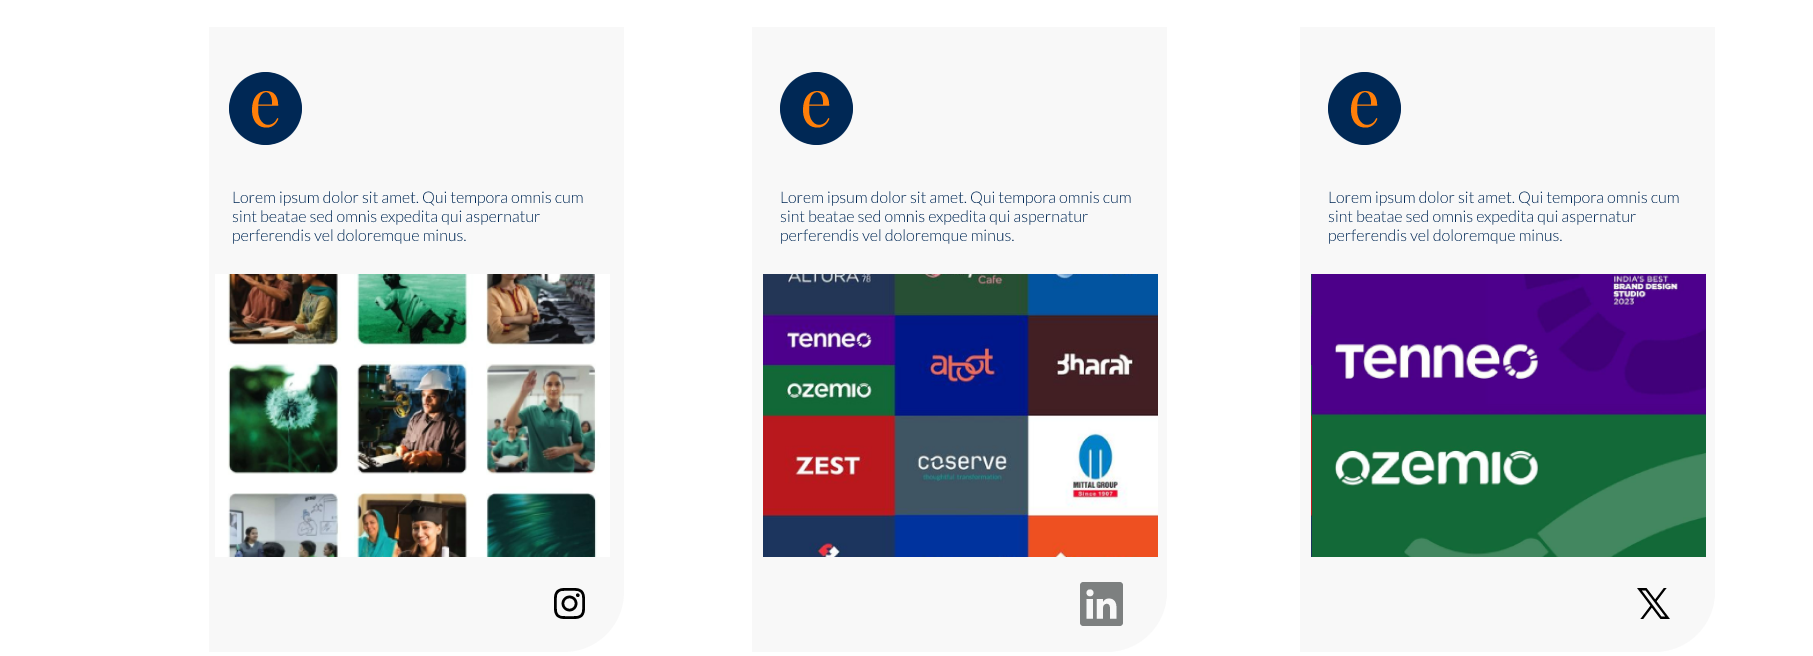 e
Lorem ipsum dolor sit amet. Qui tempora omnis cum
sint beatae sed omnis expedita qui aspernatur
perferendis vel doloremque minus.
e
Lorem ipsum dolor sit amet. Qui tempora omnis cum
sint beatae sed omnis expedita qui aspernatur
perferendis vel doloremque minus.
ALTURA 78
Cafe
Tenneo
ozemio
atoot
Bharat
ZEST
coserve
thoughtful transformation
MITTAL GROUP
Since 1967
in
e
Lorem ipsum dolor sit amet. Qui tempora omnis cum
sint beatae sed omnis expedita qui aspernatur
perferendis vel doloremque minus.
INDIA'S BEST
BRAND DESIGN
STUDIO
2023
Tenneo
ozemio
X